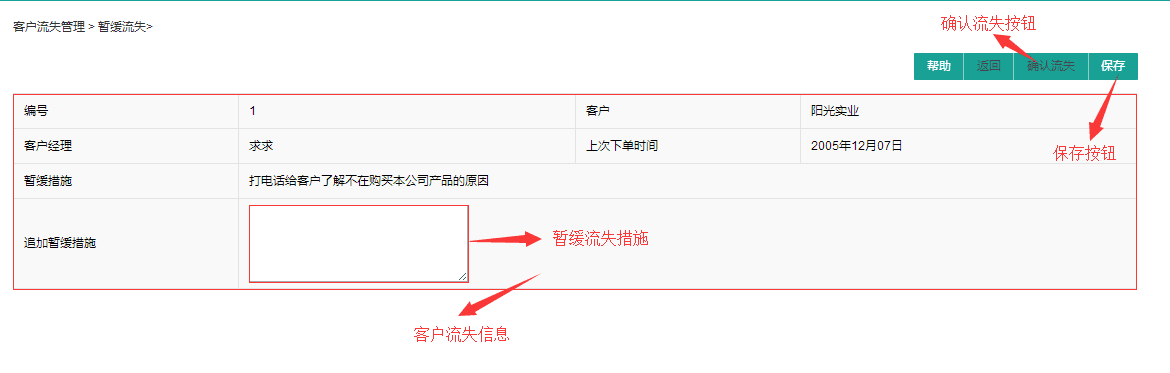 确认流失按钮
客户流失管理 > 暂缓流失>
帮助 返回 确认流失 保存
编号 1 客户 阳光实业
客户经理 求求 上次下单时间 2005年12月07日
保存按钮
暂缓措施 打电话给客户了解不在购买本公司产品的原因
追加暂缓措施 暂缓流失措施
客户流失信息